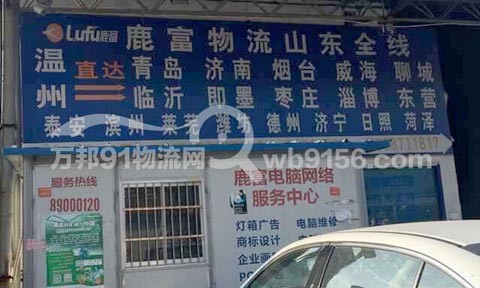 Lufu鹿富 鹿富物流山东全线
温州 直达 青岛 济南 烟台 威海 聊城
临沂 即墨 枣庄 淄博 东营
泰安 滨州 莱芜 潍坊 德州 济宁 日照 菏泽
8711817
万邦91物流网 wb9156.com
服务热线
89000120
鹿富电脑网络
服务中心
灯箱广告 电脑维修
商标设计 电脑
企业画